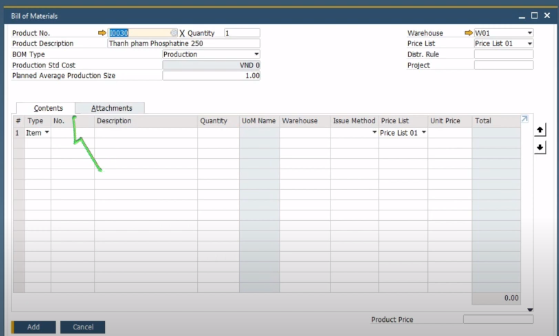 Bill of Materials
Product No. I0030 X Quantity 1 Warehouse W01
Product Description Thanh pham Phosphatine 250 Price List Price List 01
BOM Type Production Distr. Rule
Production Std Cost VND 0 Project
Planned Average Production Size 1.00
Contents Attachments
# Type No. Description Quantity UoM Name Warehouse Issue Method Price List Unit Price Total
1 Item Price List 01
0.00
Product Price
Add Cancel